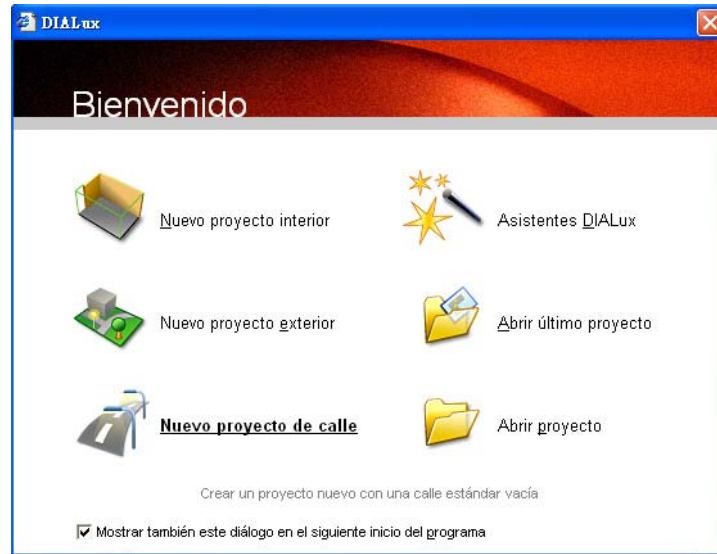 DIALux
Bienvenido
Nuevo proyecto interior
Asistentes DIALux
Nuevo proyecto exterior
Abrir último proyecto
Nuevo proyecto de calle
Abrir proyecto
Crear un proyecto nuevo con una calle estándar vacía
Mostrar también este diálogo en el siguiente inicio del programa